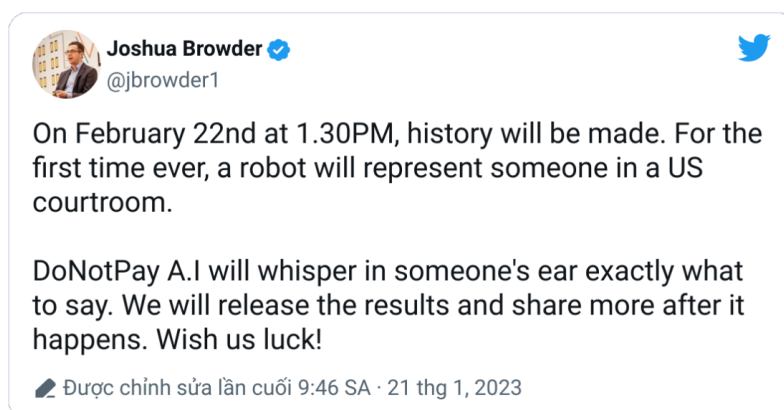 Joshua Browder
@jbrowder1
On February 22nd at 1.30PM, history will be made. For the
first time ever, a robot will represent someone in a US
courtroom.
DoNotPay A.I will whisper in someone's ear exactly what
to say. We will release the results and share more after it
happens. Wish us luck!
Được chỉnh sửa lần cuối 9:46 SA · 21 thg 1, 2023